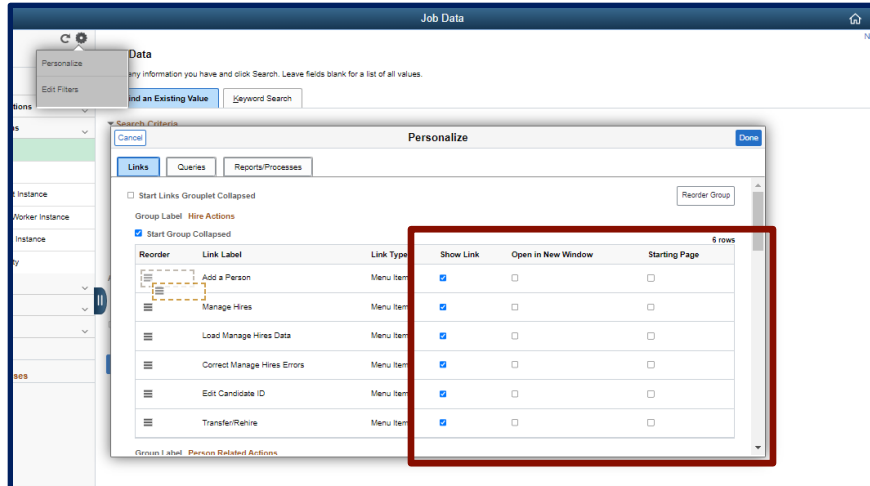 Job Data
N
Personalize
Edit Filters
Data
any information you have and click Search. Leave fields blank for a list of all values.
ind an Existing Value
Keyword Search
Search Criteria
tions
ns
t Instance
Worker Instance
Instance
ty
ses
Cancel
Personalize
Done
Links Queries Reports/Processes
Start Links Grouplet Collapsed
Reorder Group
Group Label Hire Actions
Start Group Collapsed
6 rows
Reorder Link Label Link Type Show Link Open in New Window Starting Page
Add a Person Menu Item
Manage Hires Menu Item
Load Manage Hires Data Menu Item
Correct Manage Hires Errors Menu Item
Edit Candidate ID Menu Item
Transfer/Rehire Menu Item
Group Label Person Related Actions